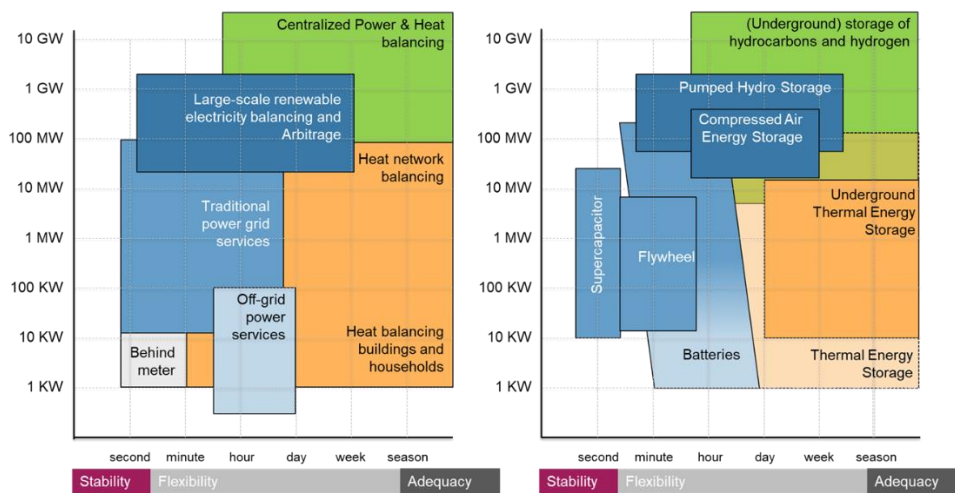 Centralized Power & Heat
balancing
10 GW
1 GW
100 MW
10 MW
1 MW
100 KW
10 KW
1 KW
Large-scale renewable
electricity balancing and
Arbitrage
Heat network
balancing
Traditional
power grid
services
Off-grid
power
services
Behind
meter
Heat balancing
buildings and
households
second
minute
hour
day
week
season
Stability
Flexibility
Adequacy
(Underground) storage of
hydrocarbons and hydrogen
10 GW
1 GW
100 MW
10 MW
1 MW
100 KW
10 KW
1 KW
Pumped Hydro Storage
Compressed Air
Energy Storage
Underground
Thermal Energy
Storage
Supercapacitor
Flywheel
Batteries
Thermal Energy
Storage
minute
hour
day
week
season
Stability
Flexibility
Adequacy